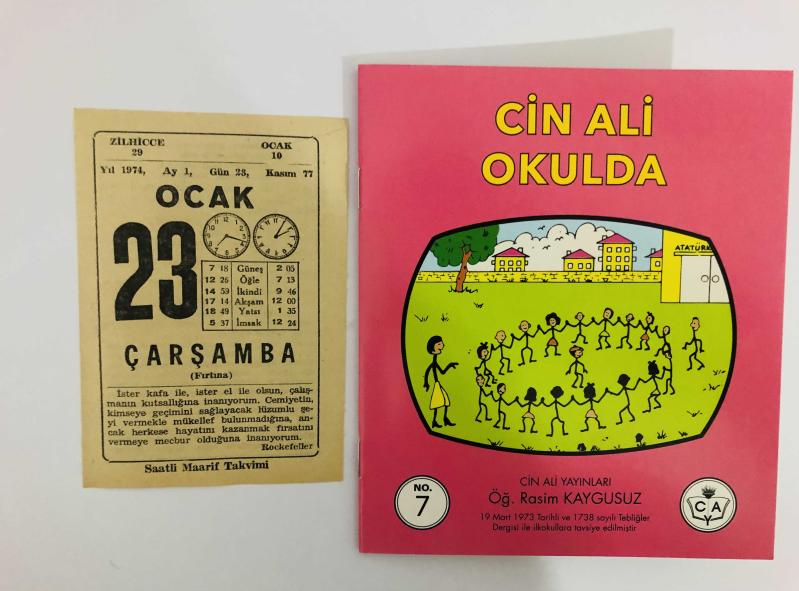 ZİLHİCCE
29
OCAK
10
Yıl 1974, Ay 1, Gün 23, Kasım 77
OCAK
23
7 18 Güneş 2 05
12 26 Öğle 7 13
14 59 İkindi 9 46
17 14 Akşam 12 00
18 49 Yatsı 1 35
5 37 İmsak 12 24
ÇARŞAMBA
(Fırtına)
İster kafa ile, ister el ile olsun, çalış-
manın kutsallığına inanıyorum. Cemiyetin,
kimseye geçimini sağlayacak lüzumlu şe-
yi vermekle mükellef bulunmadığına, an-
cak herkese hayatını kazanmak fırsatını
vermeye mecbur olduğuna inanıyorum.
Rockefeller
Saatli Maarif Takvimi
CİN ALİ
OKULDA
ATATÜRK
CİN ALİ YAYINLARI
Öğ. Rasim KAYGUSUZ
19 Mart 1973 Tarihli ve 1738 sayılı Tebliğler
Dergisi ile ilkokullara tavsiye edilmiştir
NO.
7
C A
Y